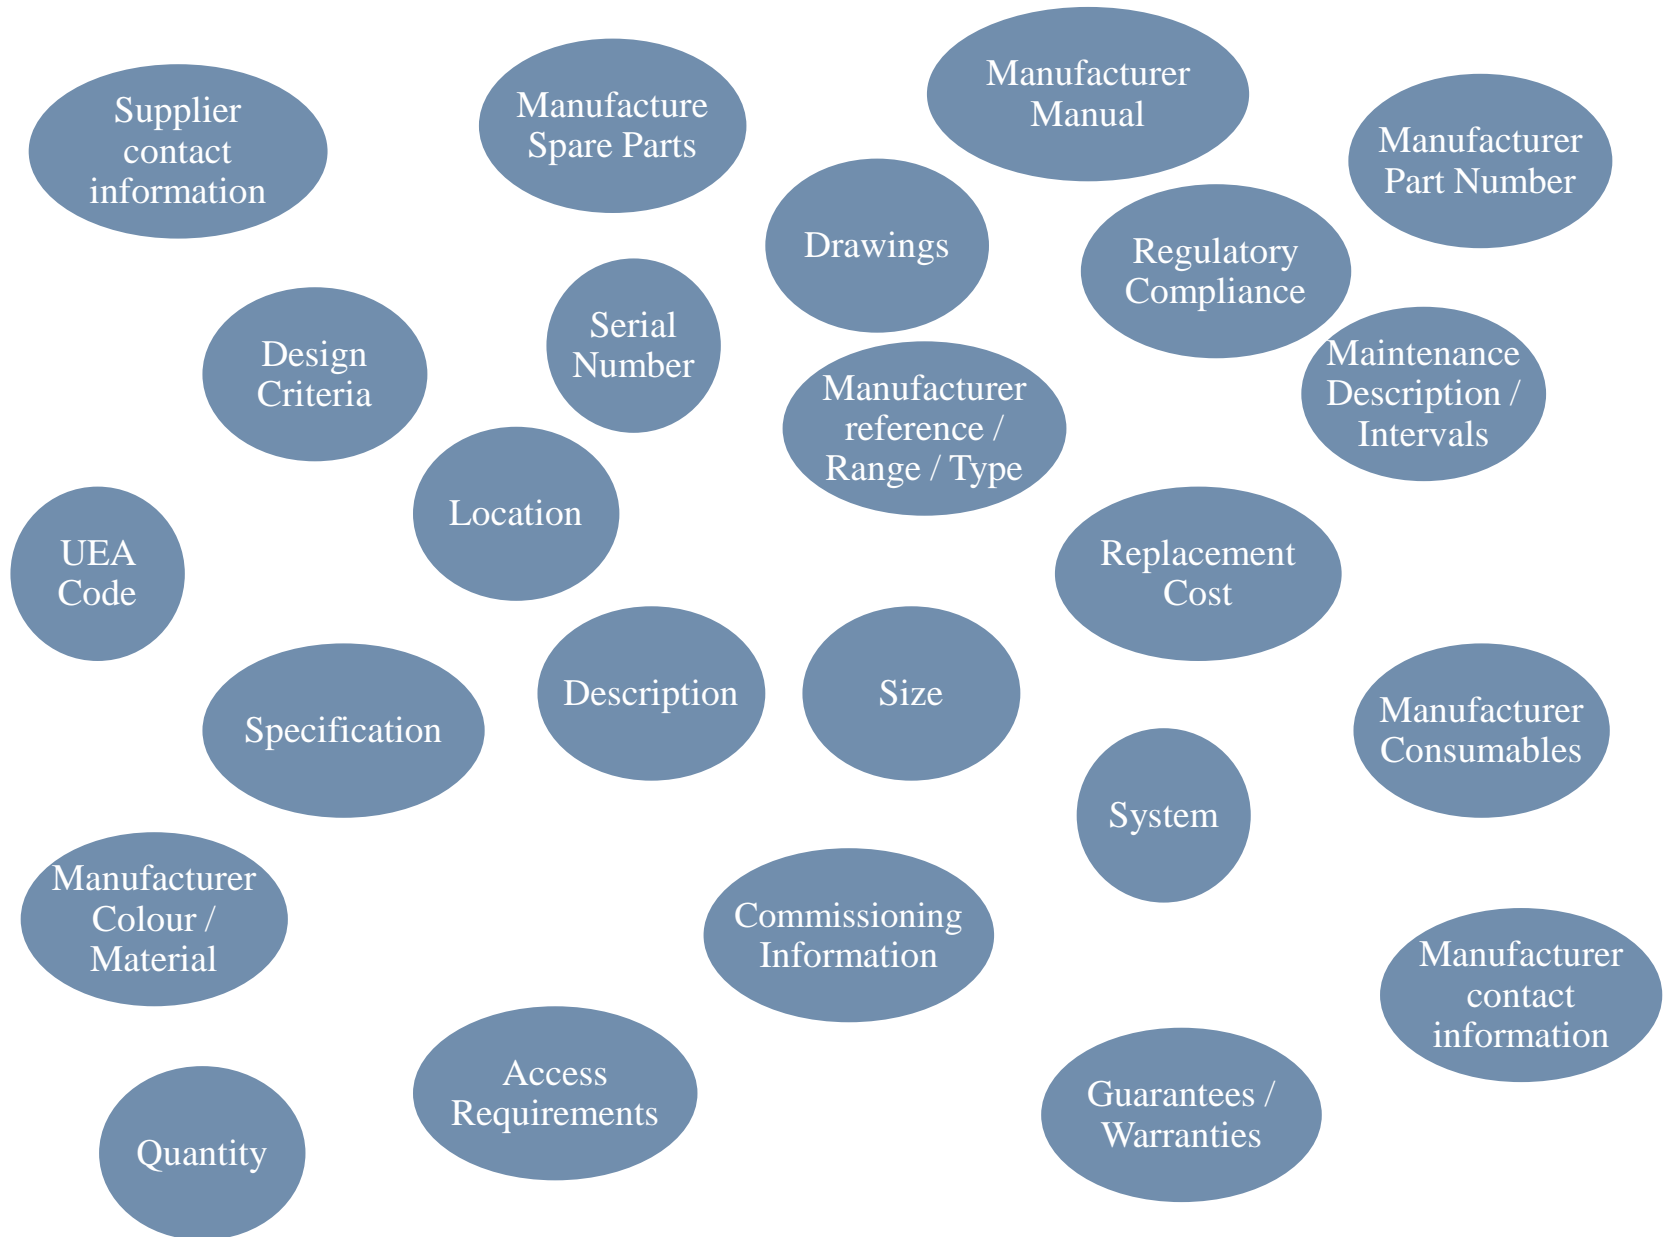 Supplier
contact
information
Manufacture
Spare Parts
Manufacturer
Manual
Manufacturer
Part Number
Drawings
Regulatory
Compliance
Design
Criteria
Serial
Number
Manufacturer
reference /
Range / Type
Maintenance
Description /
Intervals
Location
UEA
Code
Replacement
Cost
Specification
Description
Size
Manufacturer
Consumables
System
Manufacturer
Colour /
Material
Commissioning
Information
Manufacturer
contact
information
Access
Requirements
Guarantees /
Warranties
Quantity